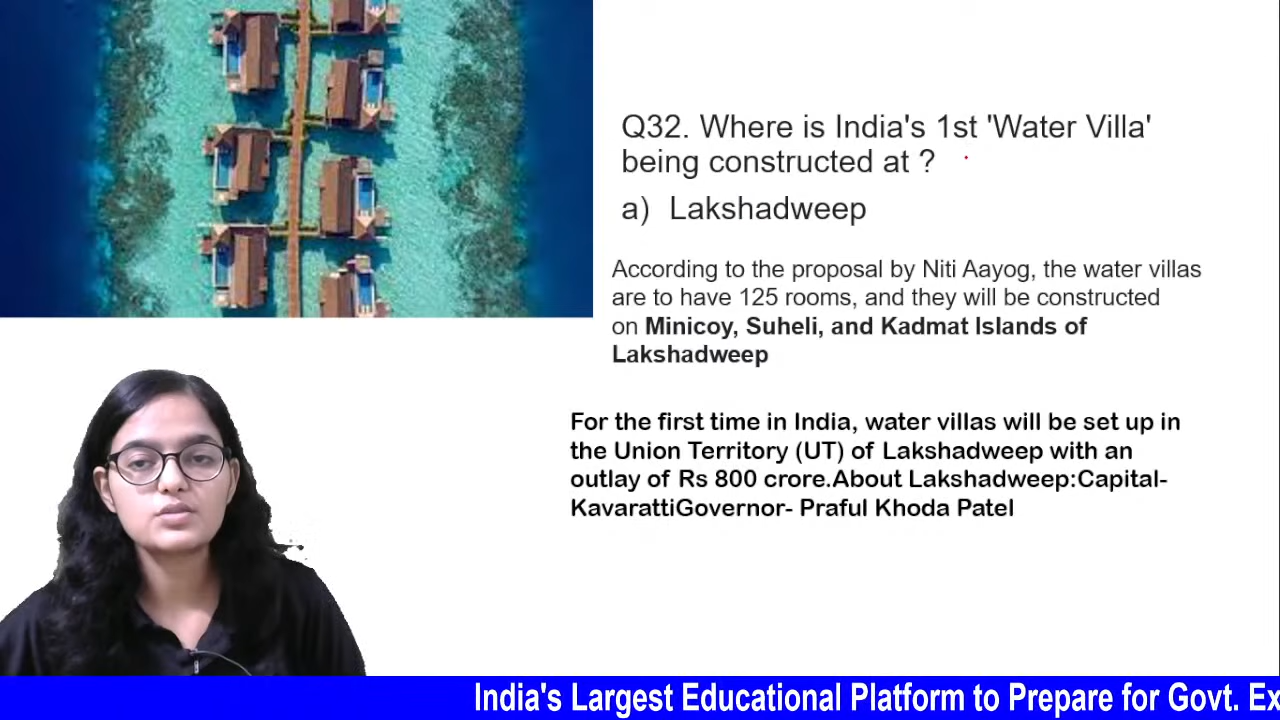 Q32. Where is India's 1st 'Water Villa'
being constructed at ?
a) Lakshadweep
According to the proposal by Niti Aayog, the water villas
are to have 125 rooms, and they will be constructed
on Minicoy, Suheli, and Kadmat Islands of
Lakshadweep
For the first time in India, water villas will be set up in
the Union Territory (UT) of Lakshadweep with an
outlay of Rs 800 crore.About Lakshadweep:Capital-
KavarattiGovernor- Praful Khoda Patel
India's Largest Educational Platform to Prepare for Govt. Ex